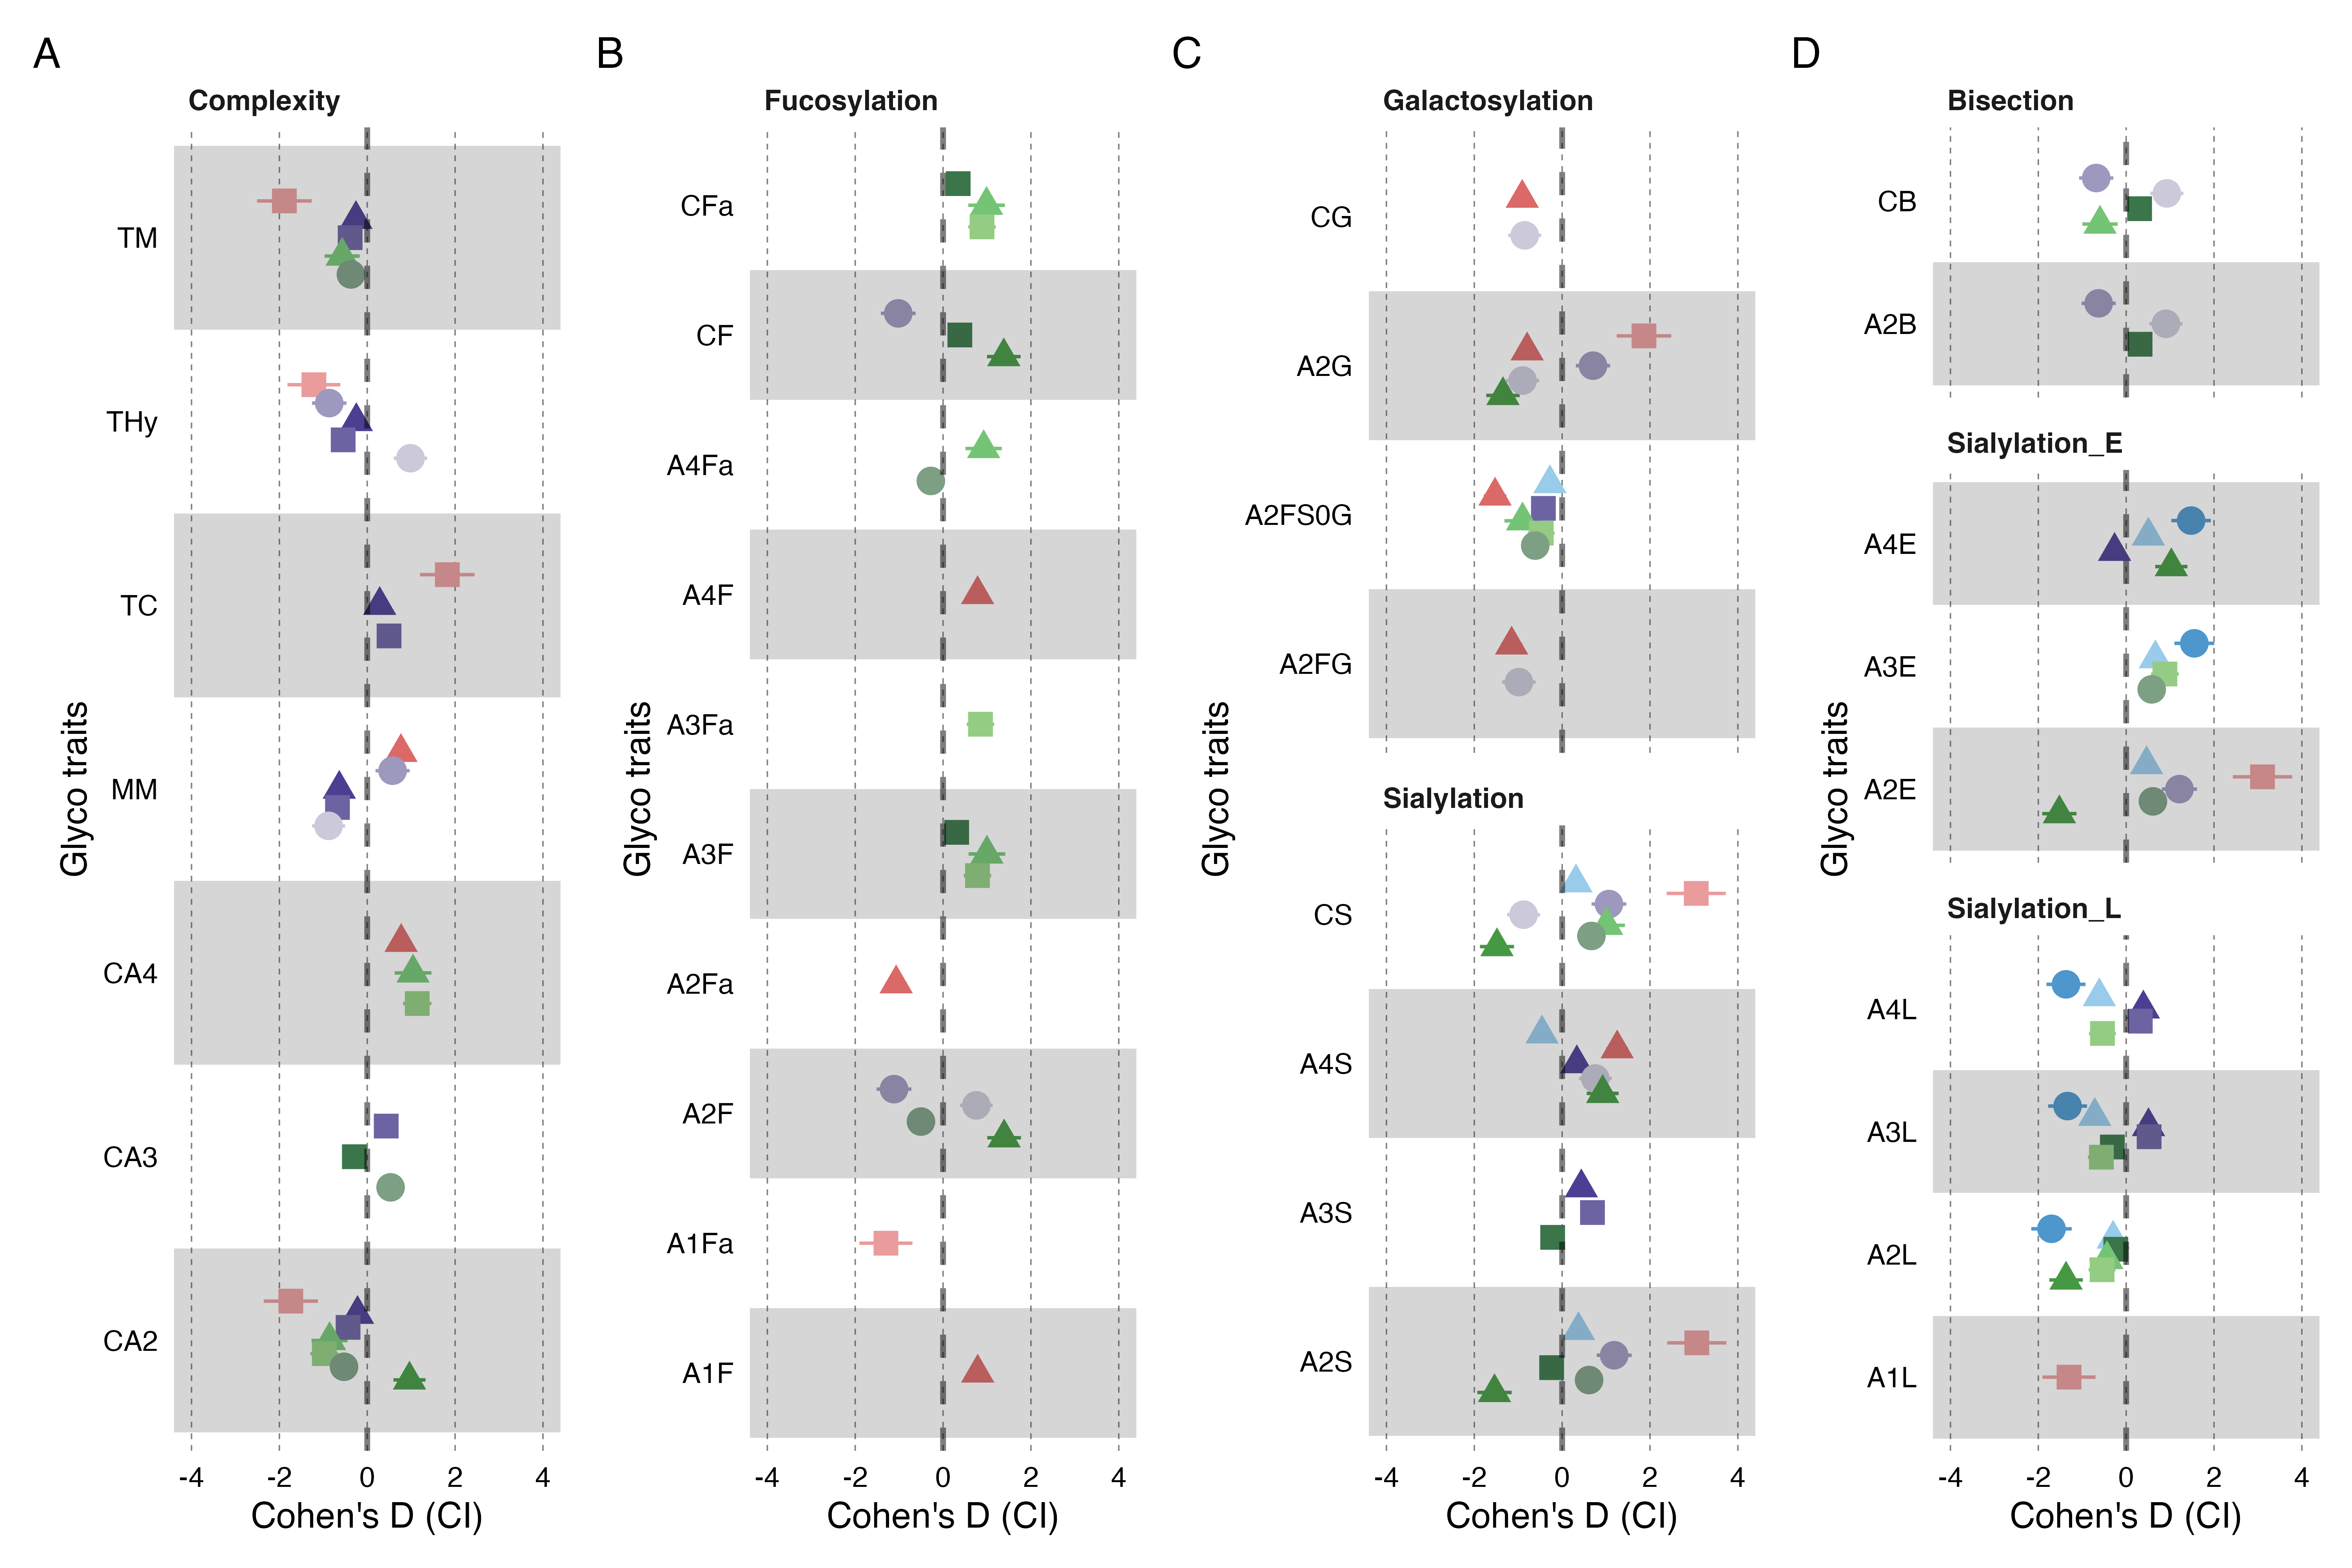 A
Complexity
TM
THy
TC
MM
CA4
CA3
CA2
Glyco traits
-4 -2 0 2 4
Cohen's D (CI)
B
Fucosylation
CFa
CF
A4Fa
A4F
A3Fa
A3F
A2Fa
A2F
A1Fa
A1F
Glyco traits
-4 -2 0 2 4
Cohen's D (CI)
C
Galactosylation
CG
A2G
A2FS0G
A2FG
Sialylation
CS
A4S
A3S
A2S
Glyco traits
-4 -2 0 2 4
Cohen's D (CI)
D
Bisection
CB
A2B
Sialylation_E
A4E
A3E
A2E
Sialylation_L
A4L
A3L
A2L
A1L
Glyco traits
-4 -2 0 2 4
Cohen's D (CI)